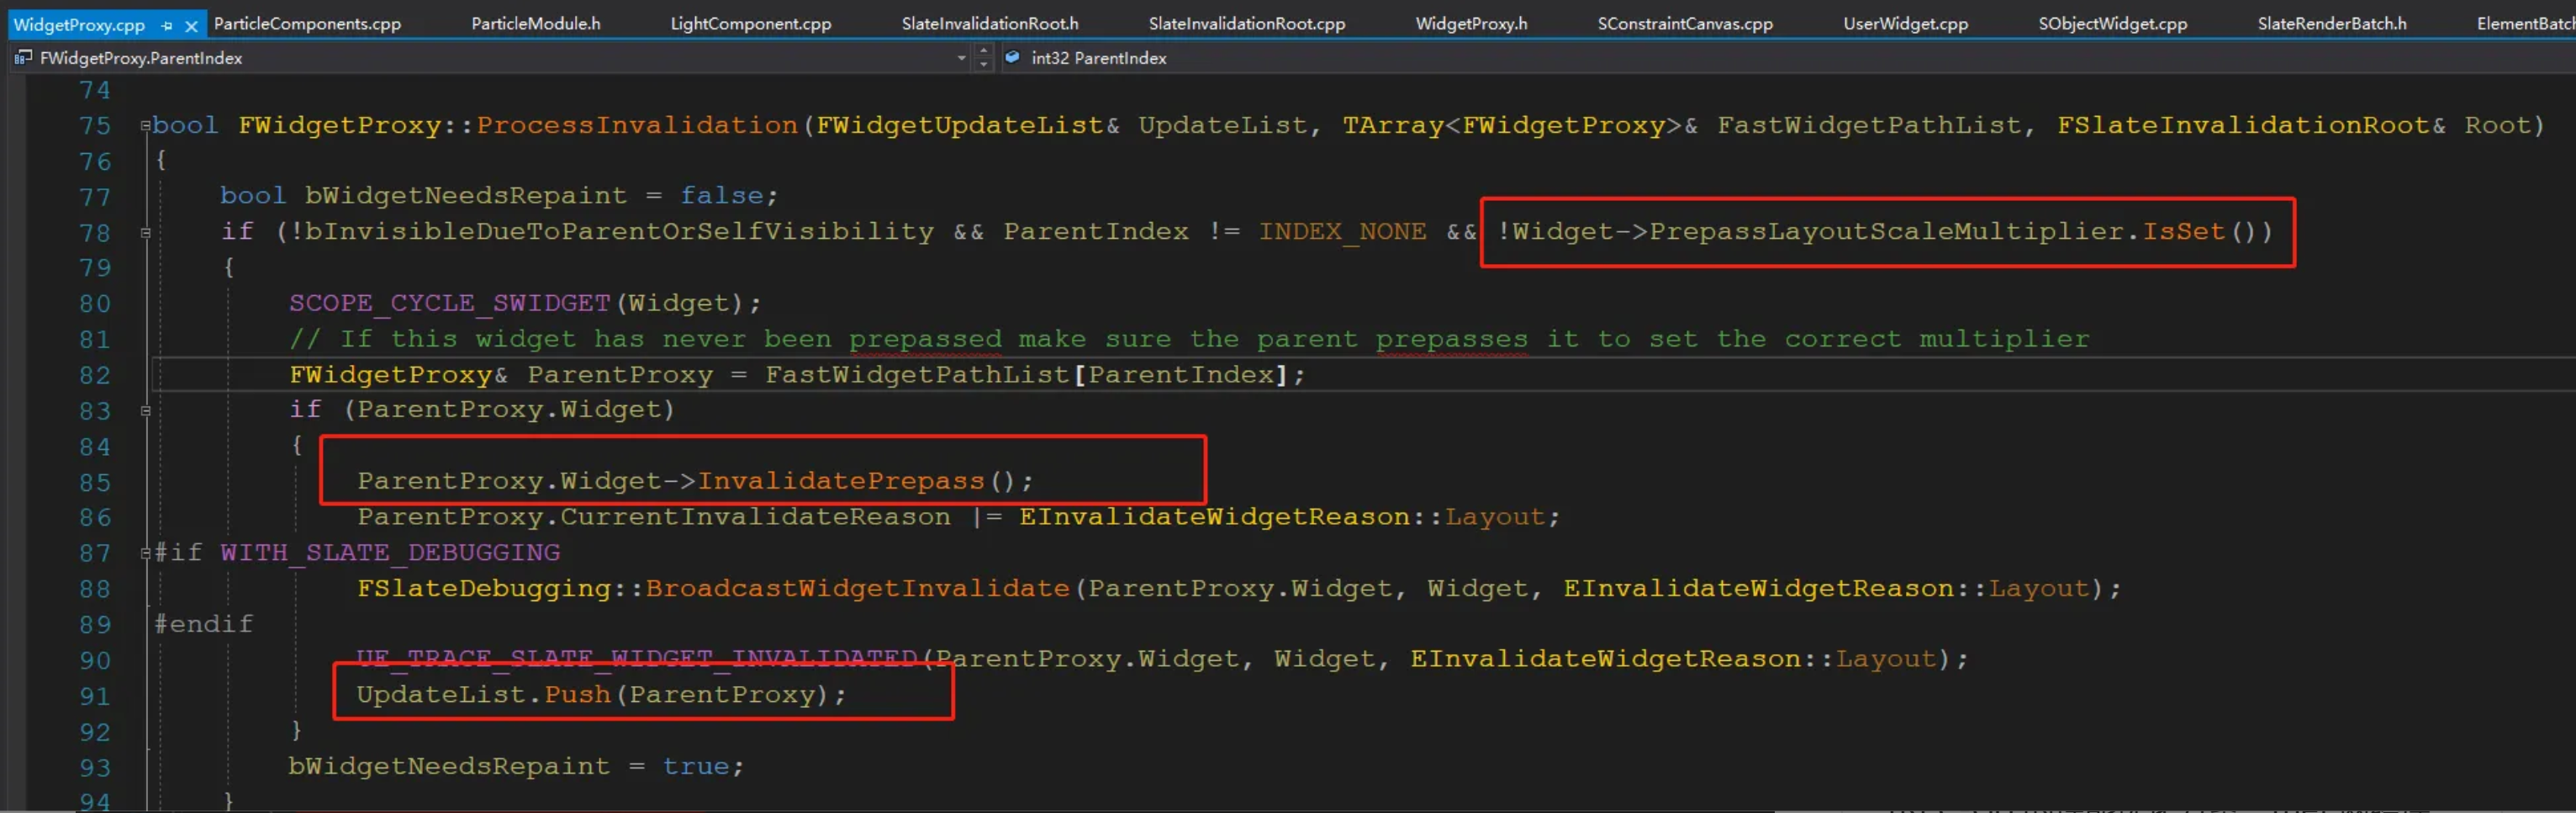 WidgetProxy.cpp ParticleComponents.cpp ParticleModule.h LightComponent.cpp SlateInvalidationRoot.h SlateInvalidationRoot.cpp WidgetProxy.h SConstraintCanvas.cpp UserWidget.cpp SObjectWidget.cpp SlateRenderBatch.h
FWidgetProxy.ParentIndex int32 ParentIndex
74
75 bool FWidgetProxy::ProcessInvalidation(FWidgetUpdateList& UpdateList, TArray<FWidgetProxy>& FastWidgetPathList, FSlateInvalidationRoot& Root)
76 {
77 bool bWidgetNeedsRepaint = false;
78 if (!bInvisibleDueToParentOrSelfVisibility && ParentIndex != INDEX_NONE && !Widget->PrepassLayoutScaleMultiplier.IsSet())
79 {
80 SCOPE_CYCLE_SWIDGET(Widget);
81 // If this widget has never been prepassed make sure the parent prepasses it to set the correct multiplier
82 FWidgetProxy& ParentProxy = FastWidgetPathList[ParentIndex];
83 if (ParentProxy.Widget)
84 {
85 ParentProxy.Widget->InvalidatePrepass();
86 ParentProxy.CurrentInvalidateReason |= EInvalidateWidgetReason::Layout;
87 #if WITH_SLATE_DEBUGGING
88 FSlateDebugging::BroadcastWidgetInvalidate(ParentProxy.Widget, Widget, EInvalidateWidgetReason::Layout);
89 #endif
90 UE_TRACE_SLATE_WIDGET_INVALIDATED(ParentProxy.Widget, Widget, EInvalidateWidgetReason::Layout);
91 UpdateList.Push(ParentProxy);
92 }
93 bWidgetNeedsRepaint = true;
94 }